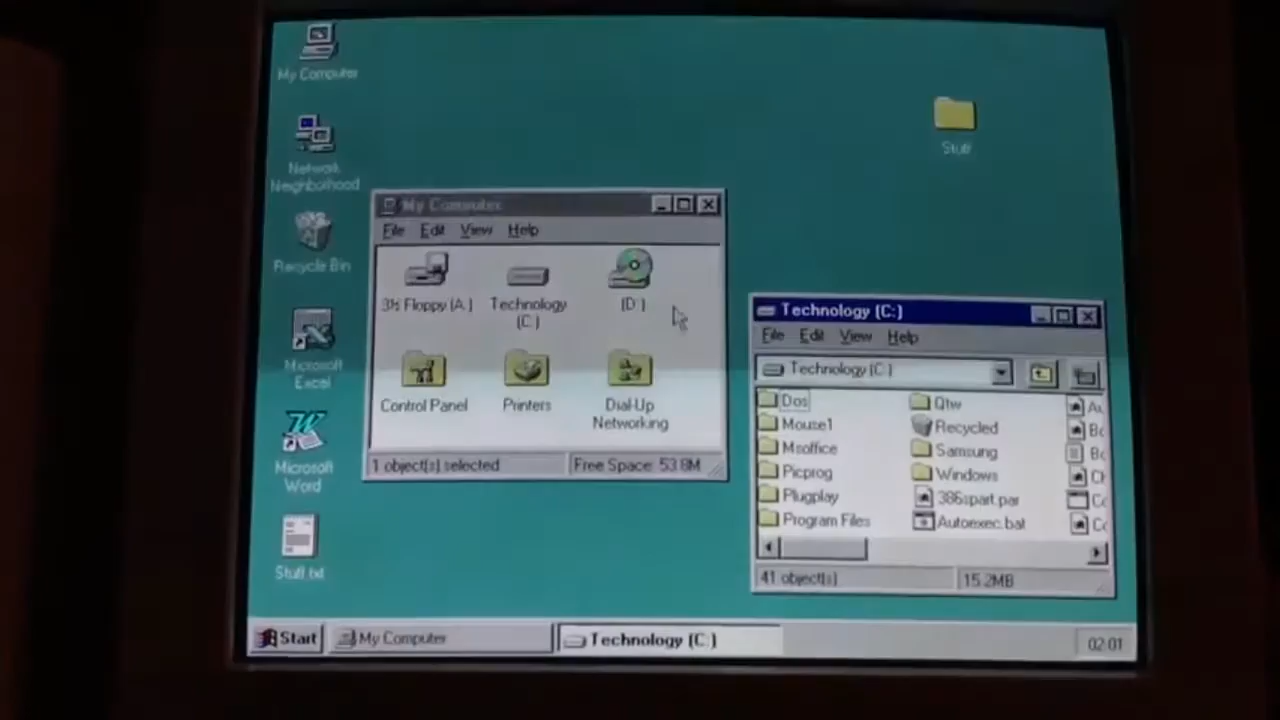 My Computer
Network
Neighborhood
Recycle Bin
Microsoft
Excel
Microsoft
Word
Stuff.txt
Stuff
My Computer
File Edit View Help
3½ Floppy (A:)
Technology
(C:)
(D:)
Control Panel
Printers
Dial-Up
Networking
1 object(s) selected
Free Space: 53.8M
Technology (C:)
File Edit View Help
Technology (C:)
Dos
Mouse1
Msoffice
Picprog
Plugplay
Program Files
Qtw
Recycled
Samsung
Windows
386spart.par
Autoexec.bat
41 object(s)
15.2MB
Start
My Computer
Technology (C:)
02:01